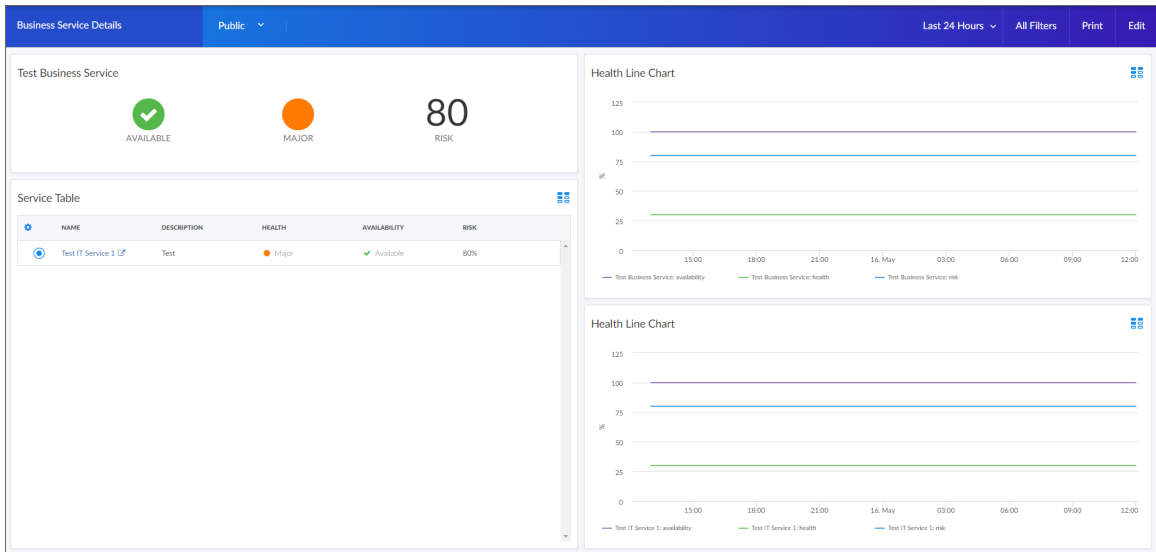 Business Service Details
Public
Last 24 Hours
All Filters
Print
Edit
Test Business Service
80
AVAILABLE
MAJOR
RISK
Service Table
NAME DESCRIPTION HEALTH AVAILABILITY RISK
Test IT Service 1 Test Major Available 80%
Health Line Chart
125
100
75
%
50
25
0
15:00 18:00 21:00 16. May 03:00 06:00 09:00 12:00
Test Business Service: availability Test Business Service: health Test Business Service: risk
Health Line Chart
125
100
75
%
50
25
0
15:00 18:00 21:00 16. May 03:00 06:00 09:00 12:00
Test IT Service 1: availability Test IT Service 1: health Test IT Service 1: risk